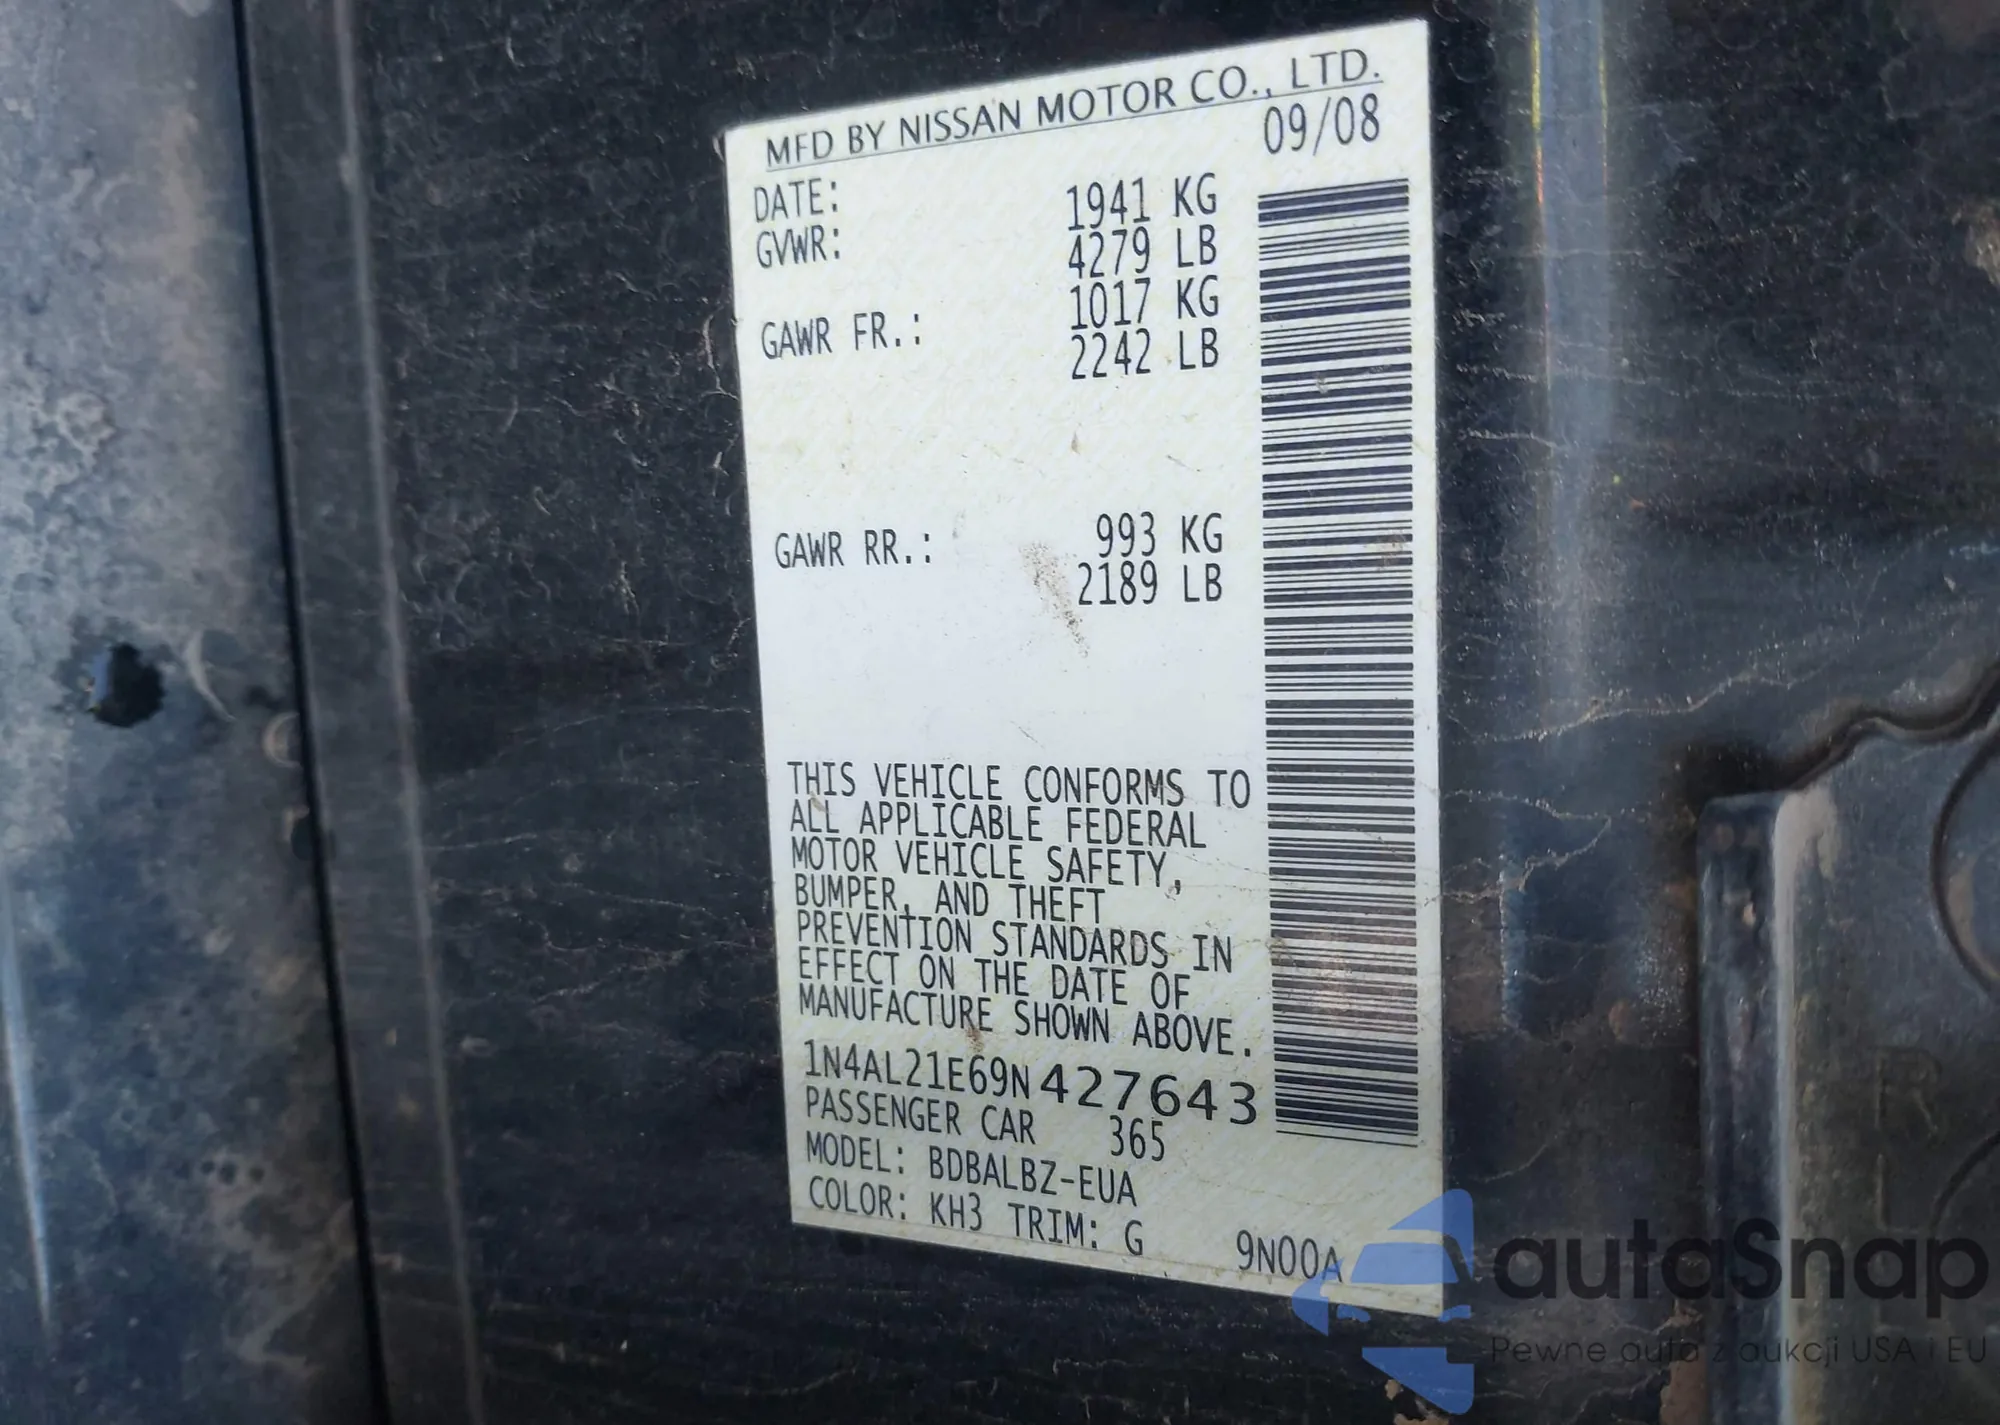 MFD BY NISSAN MOTOR CO., LTD.
DATE: 09/08
GVWR: 1941 KG
4279 LB
GAWR FR.: 1017 KG
2242 LB
GAWR RR.: 993 KG
2189 LB
THIS VEHICLE CONFORMS TO
ALL APPLICABLE FEDERAL
MOTOR VEHICLE SAFETY,
BUMPER, AND THEFT
PREVENTION STANDARDS IN
EFFECT ON THE DATE OF
MANUFACTURE SHOWN ABOVE.
1N4AL21E69N427643
PASSENGER CAR 365
MODEL: BDBALBZ-EUA
COLOR: KH3 TRIM: G 9N00A
autaSnap
Pewne auta z aukcji USA i EU